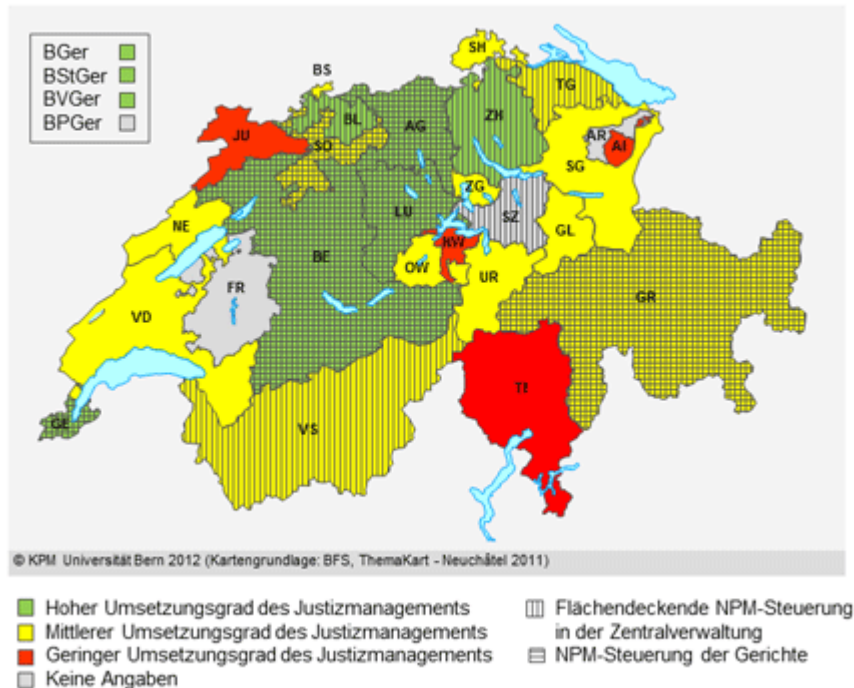 BGer
BStGer
BVGer
BPGer
SH
BS
TG
BL
ZH
AG
JU
SO
AR
AI
SG
ZG
LU
SZ
NE
NW
GL
BE
OW
UR
FR
GR
VD
TI
GE
VS
© KPM Universität Bern 2012 (Kartengrundlage: BFS, ThemaKart - Neuchâtel 2011)
Hoher Umsetzungsgrad des Justizmanagements
Mittlerer Umsetzungsgrad des Justizmanagements
Geringer Umsetzungsgrad des Justizmanagements
Keine Angaben
Flächendeckende NPM-Steuerung
in der Zentralverwaltung
NPM-Steuerung der Gerichte